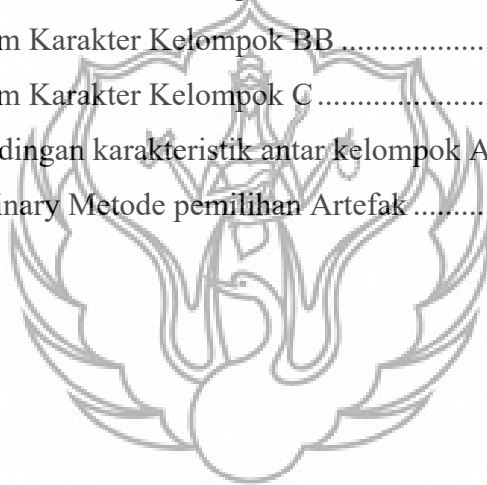 m Karakter Kelompok BB ....................
m Karakter Kelompok C ......................
dingan karakteristik antar kelompok A
inary Metode pemilihan Artefak ..........